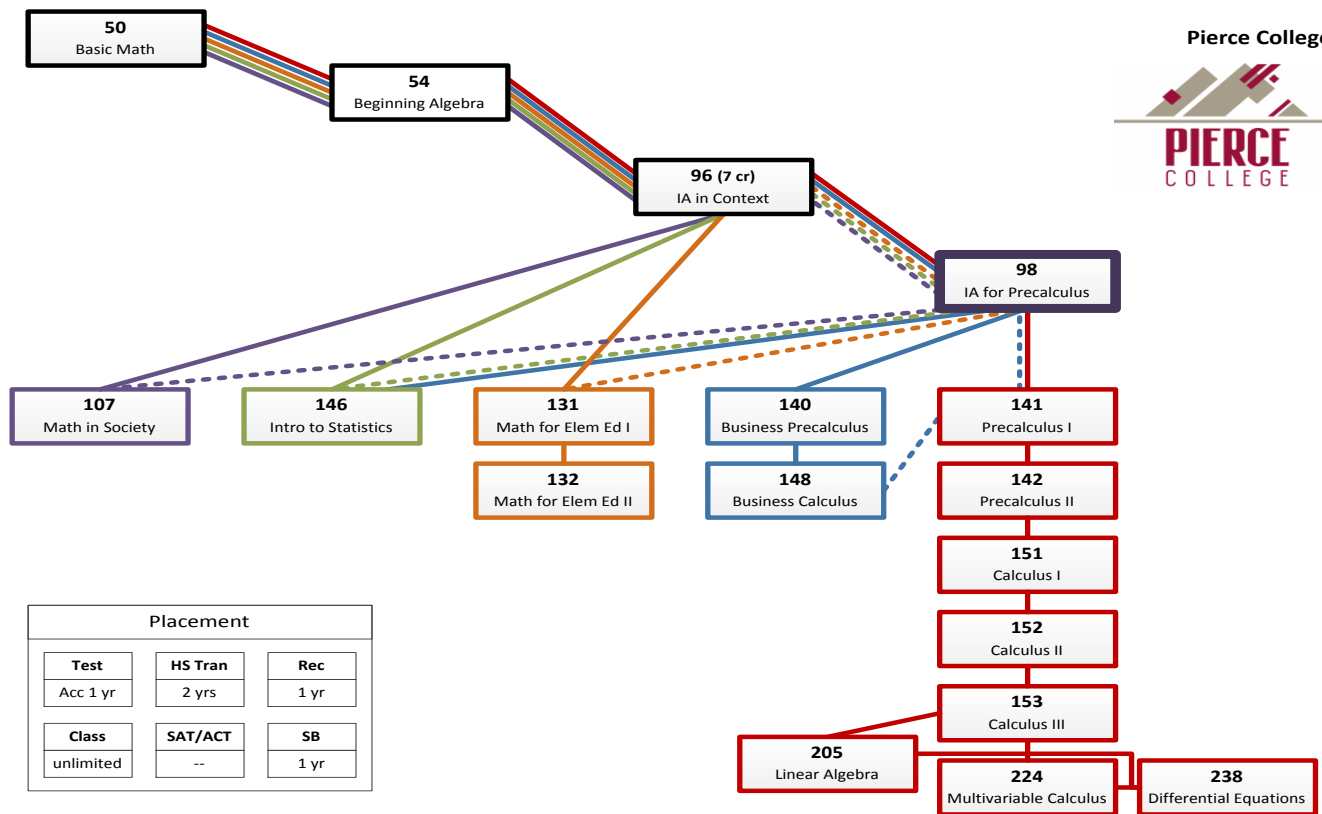 50
Basic Math
Pierce College
54
Beginning Algebra
PIERCE
COLLEGE
96 (7 cr)
IA in Context
98
IA for Precalculus
107
Math in Society
146
Intro to Statistics
131
Math for Elem Ed I
140
Business Precalculus
141
Precalculus I
132
Math for Elem Ed II
148
Business Calculus
142
Precalculus II
151
Calculus I
152
Calculus II
153
Calculus III
205
Linear Algebra
224
Multivariable Calculus
238
Differential Equations
Placement
Test
Acc 1 yr
HS Tran
2 yrs
Rec
1 yr
Class
unlimited
SAT/ACT
--
SB
1 yr